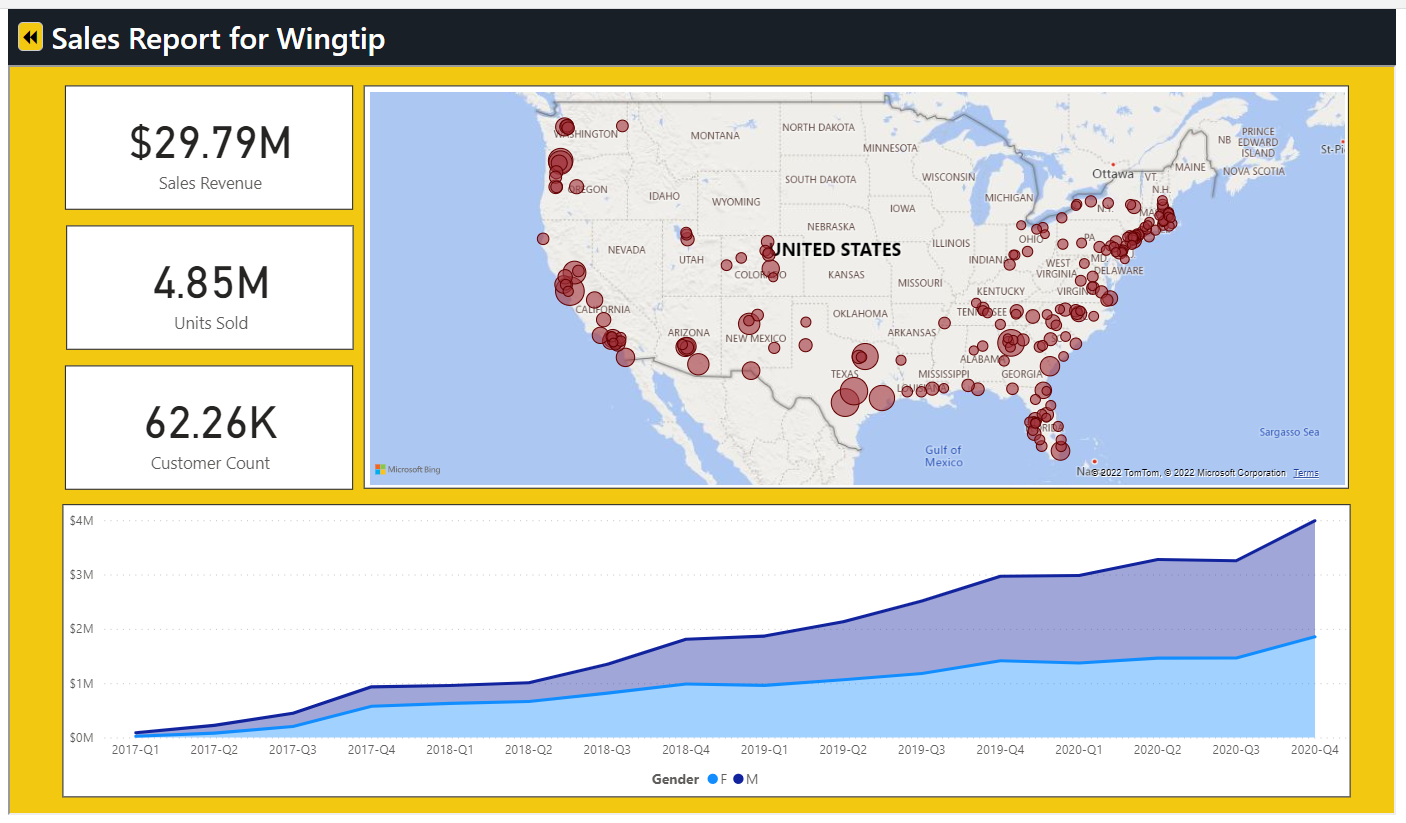 Sales Report for Wingtip
$29.79M
Sales Revenue
4.85M
Units Sold
62.26K
Customer Count
WASHINGTON
MONTANA
NORTH DAKOTA
MINNESOTA
SOUTH DAKOTA
WISCONSIN
MICHIGAN
Ottawa
VT.
N.H.
MAINE
NB
PRINCE
EDWARD
ISLAND
NOVA SCOTIA
OREGON
IDAHO
WYOMING
IOWA
N.Y.
NEBRASKA
NEVADA
UTAH
UNITED STATES
ILLINOIS
OHIO
PA
COLORADO
KANSAS
MISSOURI
INDIANA
WEST
VIRGINIA
MD.
DELAWARE
KENTUCKY
CALIFORNIA
OKLAHOMA
TENNESSEE
ARIZONA
NEW MEXICO
ARKANSAS
ALABAMA
TEXAS
MISSISSIPPI
GEORGIA
Gulf of
Mexico
Sargasso Sea
Microsoft Bing
© 2022 TomTom, © 2022 Microsoft Corporation Terms
$4M
$3M
$2M
$1M
$0M
2017-Q1 2017-Q2 2017-Q3 2017-Q4 2018-Q1 2018-Q2 2018-Q3 2018-Q4 2019-Q1 2019-Q2 2019-Q3 2019-Q4 2020-Q1 2020-Q2 2020-Q3 2020-Q4
Gender F M